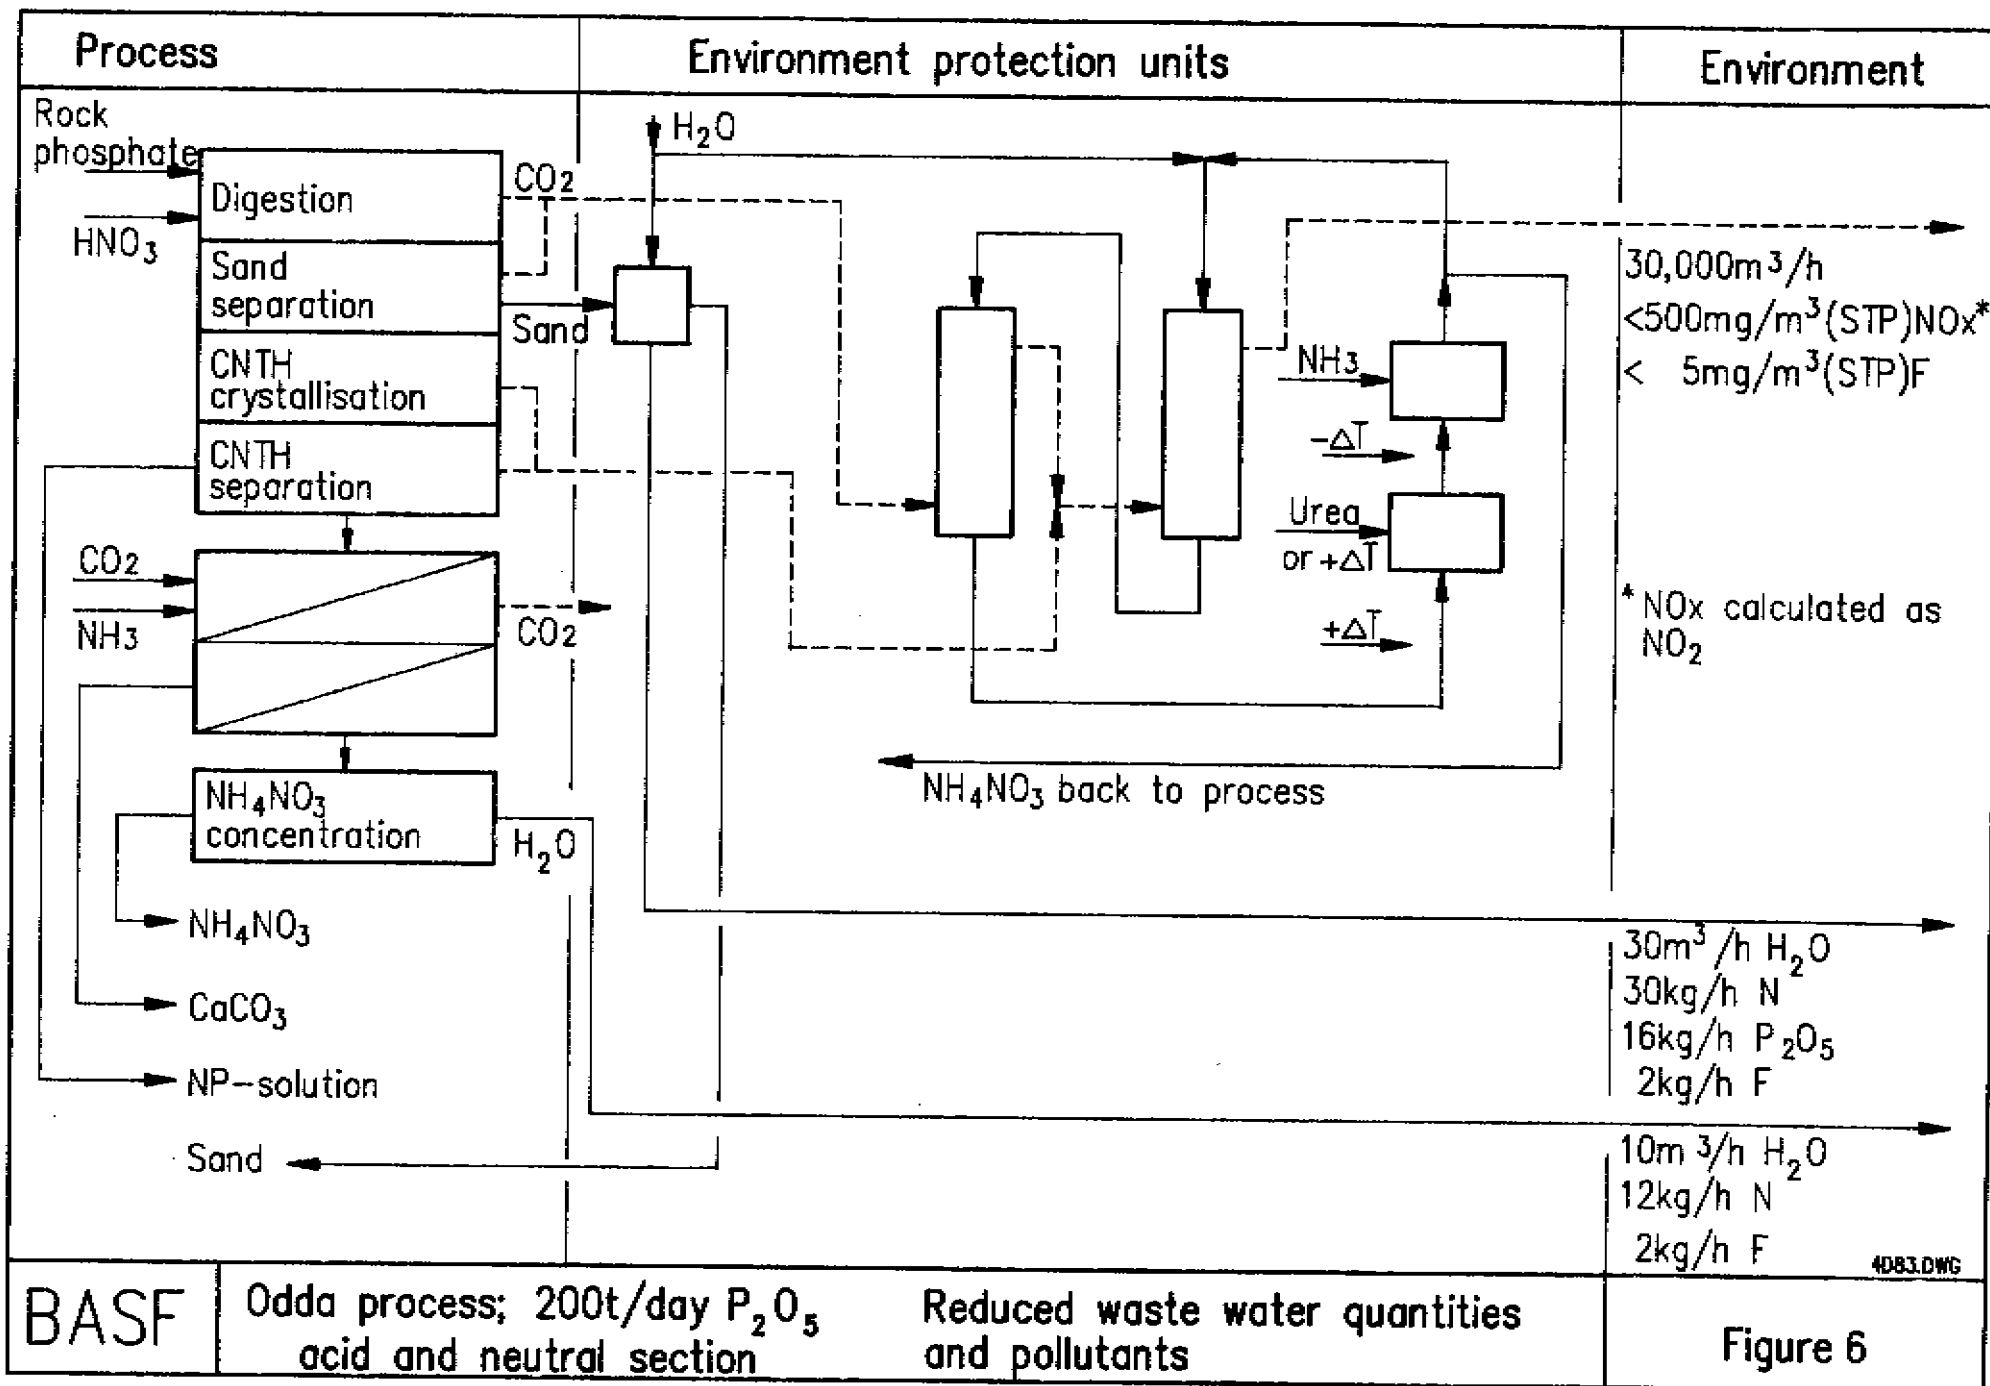 Process
Environment protection units
Environment
Rock
phosphate
HNO₃
Digestion
Sand
separation
CNTH
crystallisation
CNTH
separation
CO₂
Sand
H₂O
CO₂
NH₃
CO₂
NH₄NO₃
concentration
H₂O
NH₄NO₃
CaCO₃
NP-solution
Sand
NH₃
-△T
Urea
or +△T
+△T
NH₄NO₃ back to process
30,000m³/h
<500mg/m³(STP)NOx*
< 5mg/m³(STP)F
*NOx calculated as
NO₂
30m³/h H₂O
30kg/h N
16kg/h P₂O₅
2kg/h F
10m³/h H₂O
12kg/h N
2kg/h F
4D83.DWG
BASF
Odda process; 200t/day P₂O₅
acid and neutral section
Reduced waste water quantities
and pollutants
Figure 6